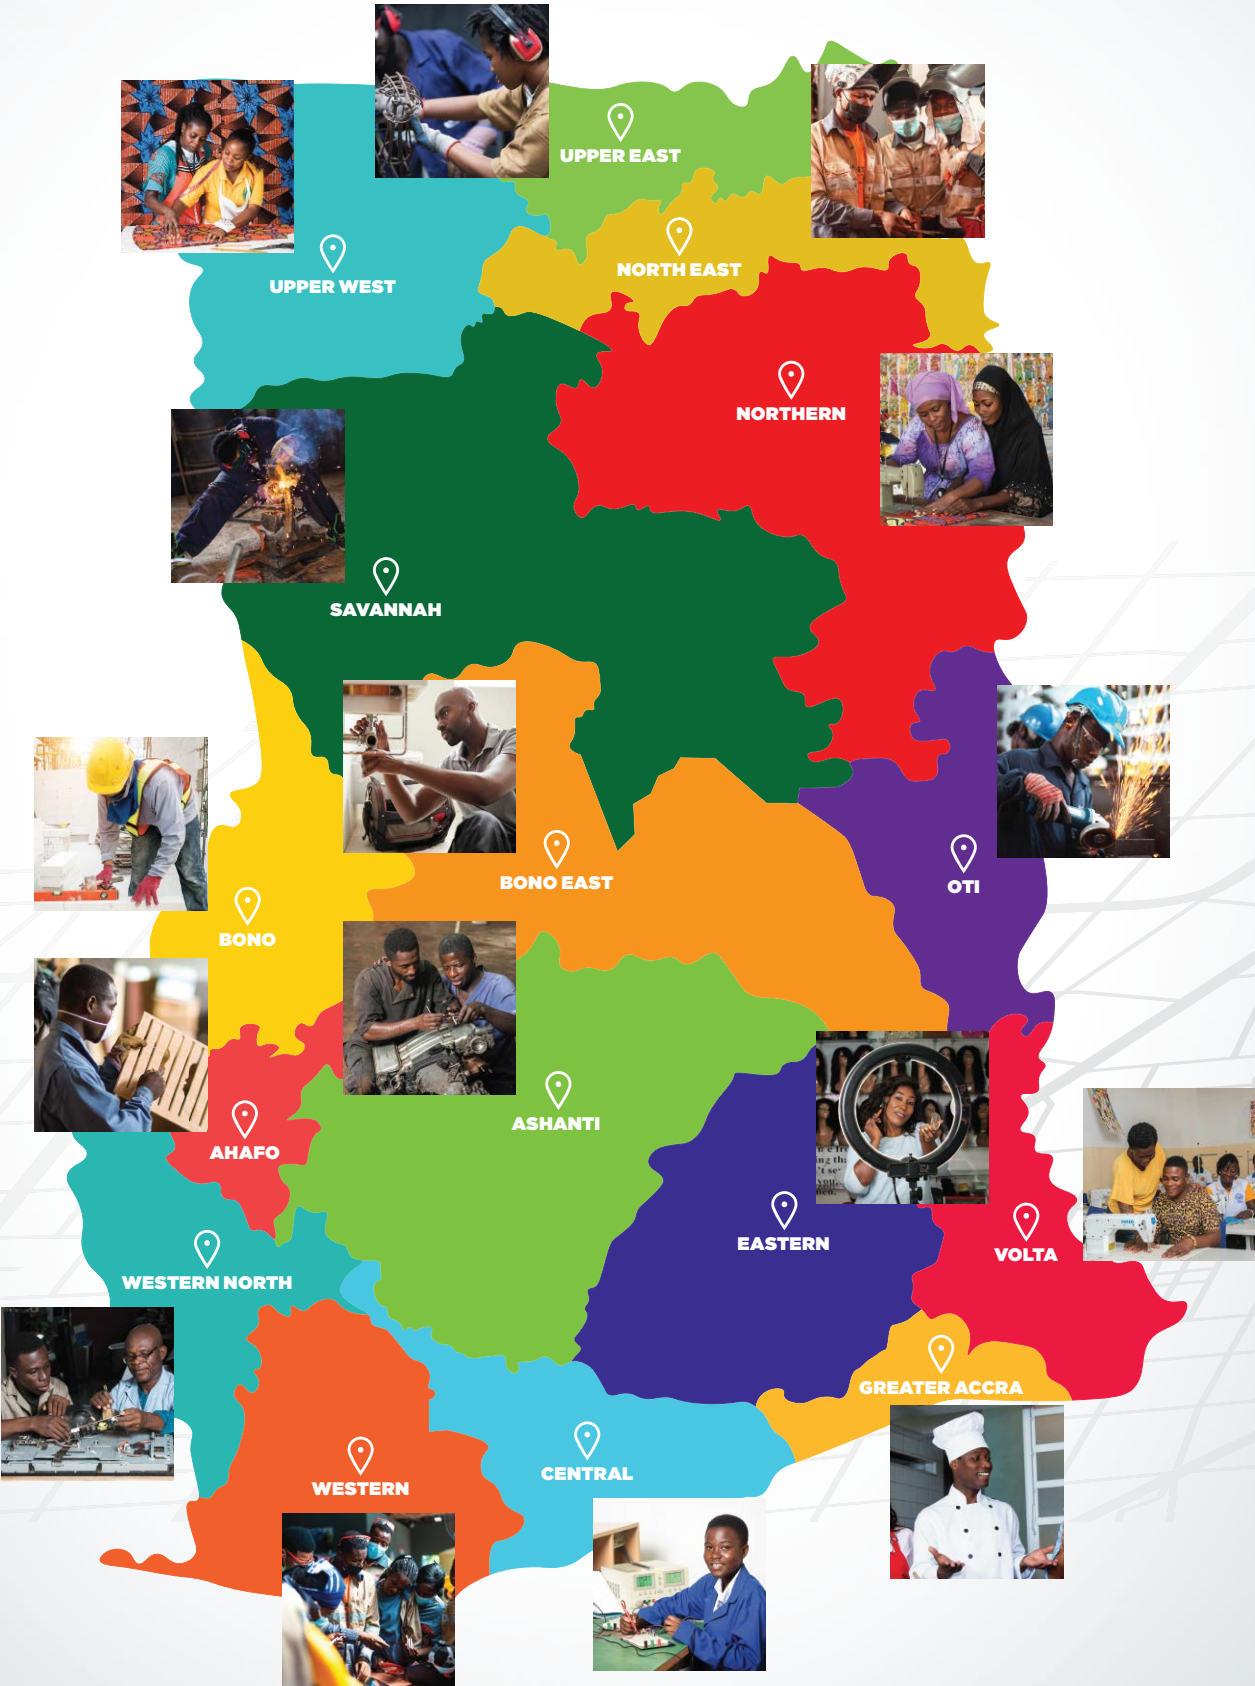 UPPER EAST
NORTH EAST
UPPER WEST
NORTHERN
SAVANNAH
BONO EAST
OTI
BONO
ASHANTI
AHAFO
EASTERN
VOLTA
WESTERN NORTH
GREATER ACCRA
CENTRAL
WESTERN